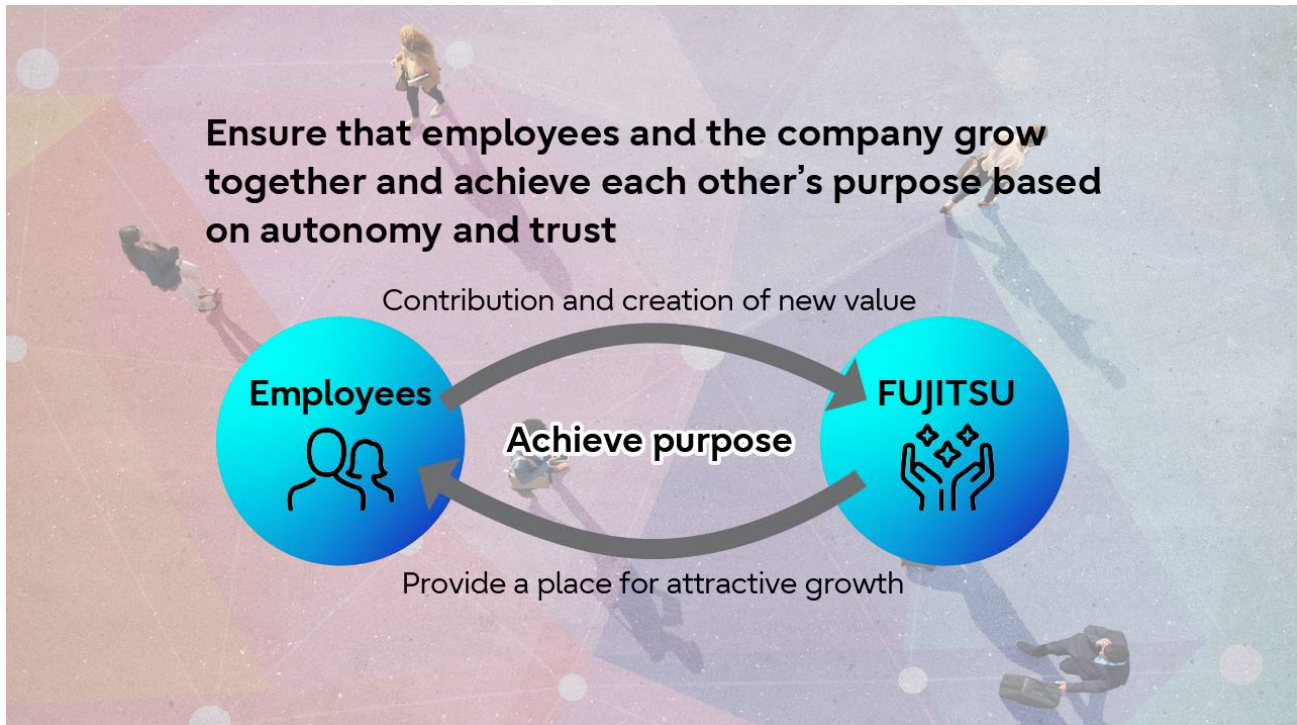 Ensure that employees and the company grow
together and achieve each other’s purpose based
on autonomy and trust
Contribution and creation of new value
Employees
FUJITSU
Achieve purpose
Provide a place for attractive growth